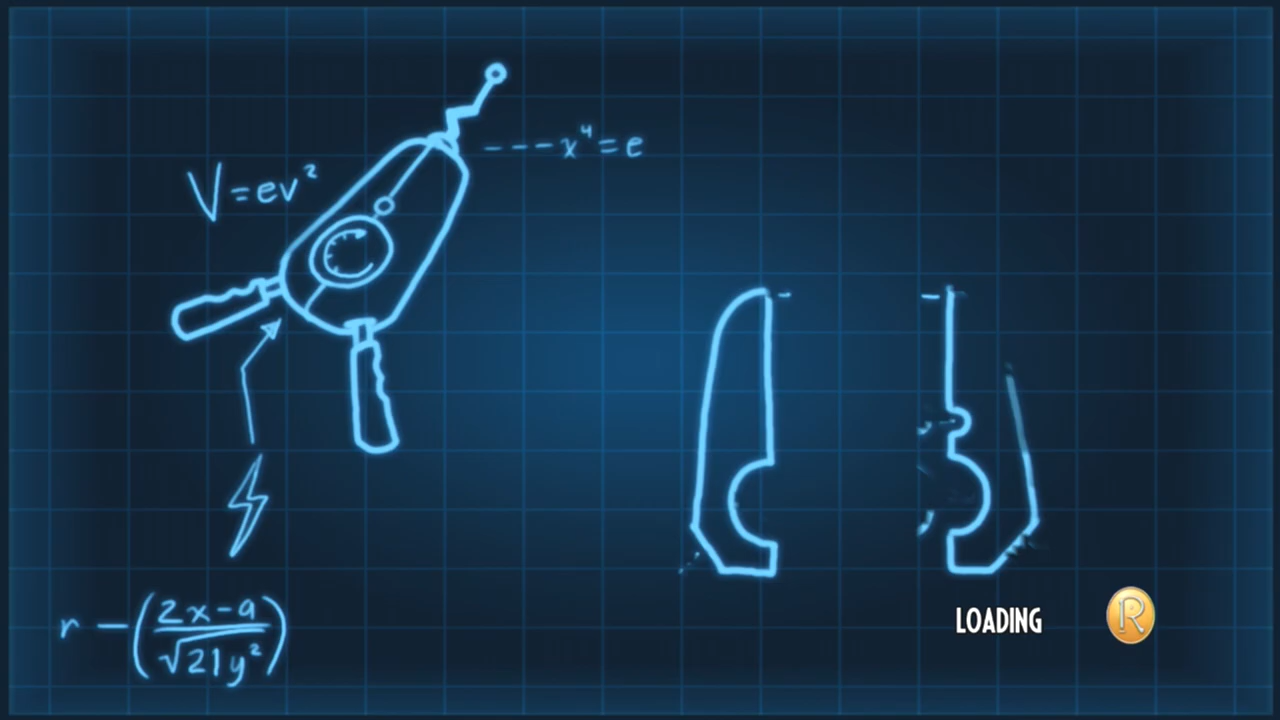 ---x⁴=e
V=ev²
LOADING
R
r - (2x-a / √21y²)